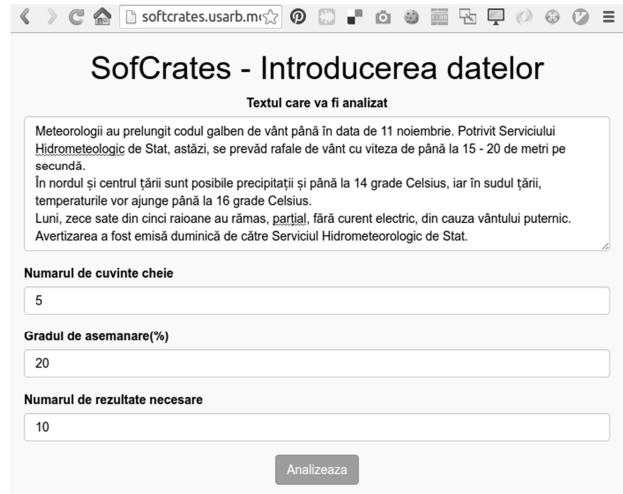 softcrates.usarb.m
SofCrates - Introducerea datelor
Textul care va fi analizat
Meteorologii au prelungit codul galben de vânt până în data de 11 noiembrie. Potrivit Serviciului
Hidrometeologic de Stat, astăzi, se prevăd rafale de vânt cu viteza de până la 15 - 20 de metri pe
secundă.
În nordul și centrul țării sunt posibile precipitații și până la 14 grade Celsius, iar în sudul țării,
temperaturile vor ajunge până la 16 grade Celsius.
Luni, zece sate din cinci raioane au rămas, parțial, fără curent electric, din cauza vântului puternic.
Avertizarea a fost emisă duminică de către Serviciul Hidrometeorologic de Stat.
Numarul de cuvinte cheie
5
Gradul de asemanare(%)
20
Numarul de rezultate necesare
10
Analizeaza